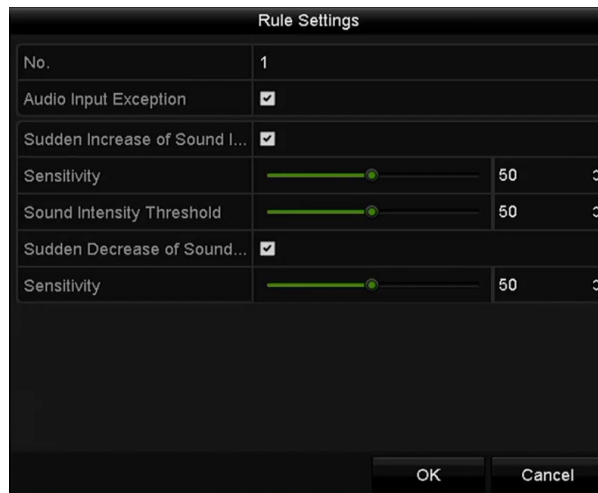 Rule Settings
No. 1
Audio Input Exception
Sudden Increase of Sound I...
Sensitivity 50
Sound Intensity Threshold 50
Sudden Decrease of Sound...
Sensitivity 50
OK Cancel